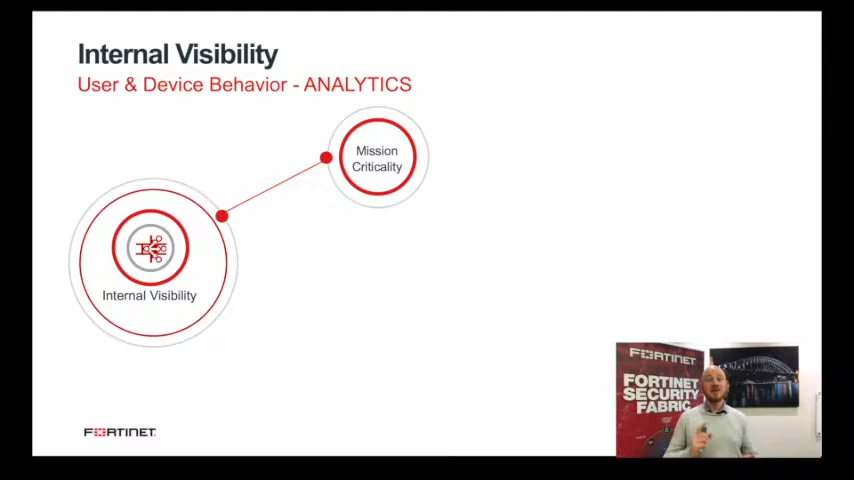 Internal Visibility
User & Device Behavior - ANALYTICS
Mission
Criticality
Internal Visibility
FORTINET
FORTINET
FORTINET
SECURITY
FABRIC